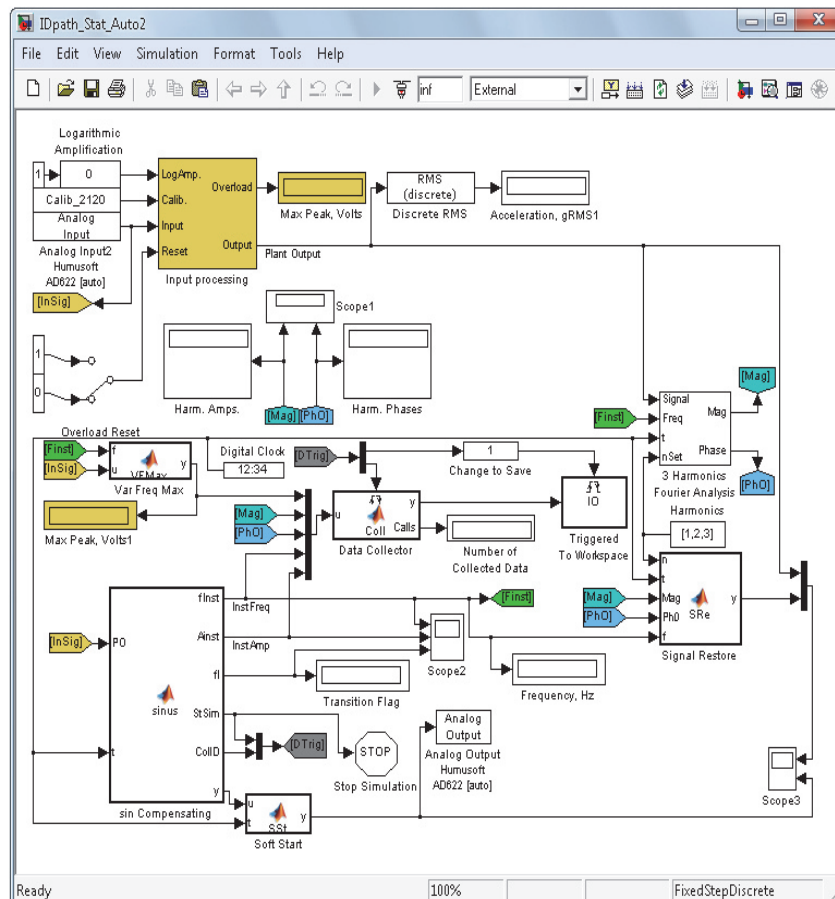 IDpath_Stat_Auto2
File Edit View Simulation Format Tools Help
inf External
Logarithmic
Amplification
1 0
Calib_2120
Analog
Input
Analog Input2
Humusoft
AD622 [auto]
[InSig]
LogAmp.
Calib.
Input
Reset
Overload
Output
Input processing
Max Peak, Volts
RMS
(discrete)
Discrete RMS
Acceleration, gRMS1
Plant Output
1
0
Overload Reset
Scope1
Harm. Amps.
[Mag]
[PhO]
Harm. Phases
[Finst]
Signal
Freq
t
nSet
Mag
Phase
[Mag]
[PhO]
3 Harmonics
Fourier Analysis
Harmonics
[1,2,3]
[Finst]
[InSig]
f
u
y
VFMax
Var Freq Max
Max Peak, Volts1
Digital Clock
12:34
[DTrig]
1
Change to Save
[Mag]
[PhO]
u
Coll
y
Calls
Data Collector
Number of
Collected Data
IO
Triggered
To Workspace
[Mag]
[PhO]
n
t
Mag
Ph0
f
SRe
y
Signal Restore
[InSig]
PO
t
sinus
fInst
Ainst
fl
StSim
CollD
y
sin Compensating
InstFreq
InstAmp
[Finst]
Scope2
Transition Flag
Frequency, Hz
[DTrig]
STOP
Stop Simulation
Analog
Output
Analog Output
Humusoft
AD622 [auto]
u
t
SSt
y
Soft Start
Scope3
Ready 100% FixedStepDiscrete